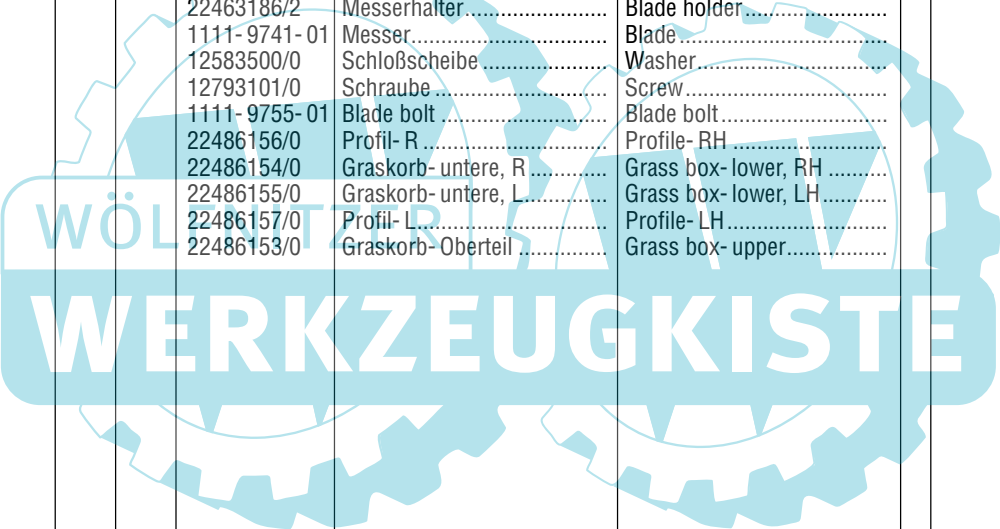 22463186/2 Messerhalter.......................... Blade holder..........................
1111- 9741- 01 Messer.................................... Blade.....................................
12583500/0 Schloßscheibe....................... Washer..................................
12793101/0 Schraube................................ Screw....................................
1111- 9755- 01 Blade bolt............................... Blade bolt..............................
22486156/0 Profil- R.................................. Profile- RH............................
22486154/0 Graskorb- untere, R.............. Grass box- lower, RH..........
22486155/0 Graskorb- untere, L............... Grass box- lower, LH............
22486157/0 Profil- L................................... Profile- LH.............................
22486153/0 Graskorb- Oberteil................ Grass box- upper..................
WÖLFNITZER
WERKZEUGKISTE